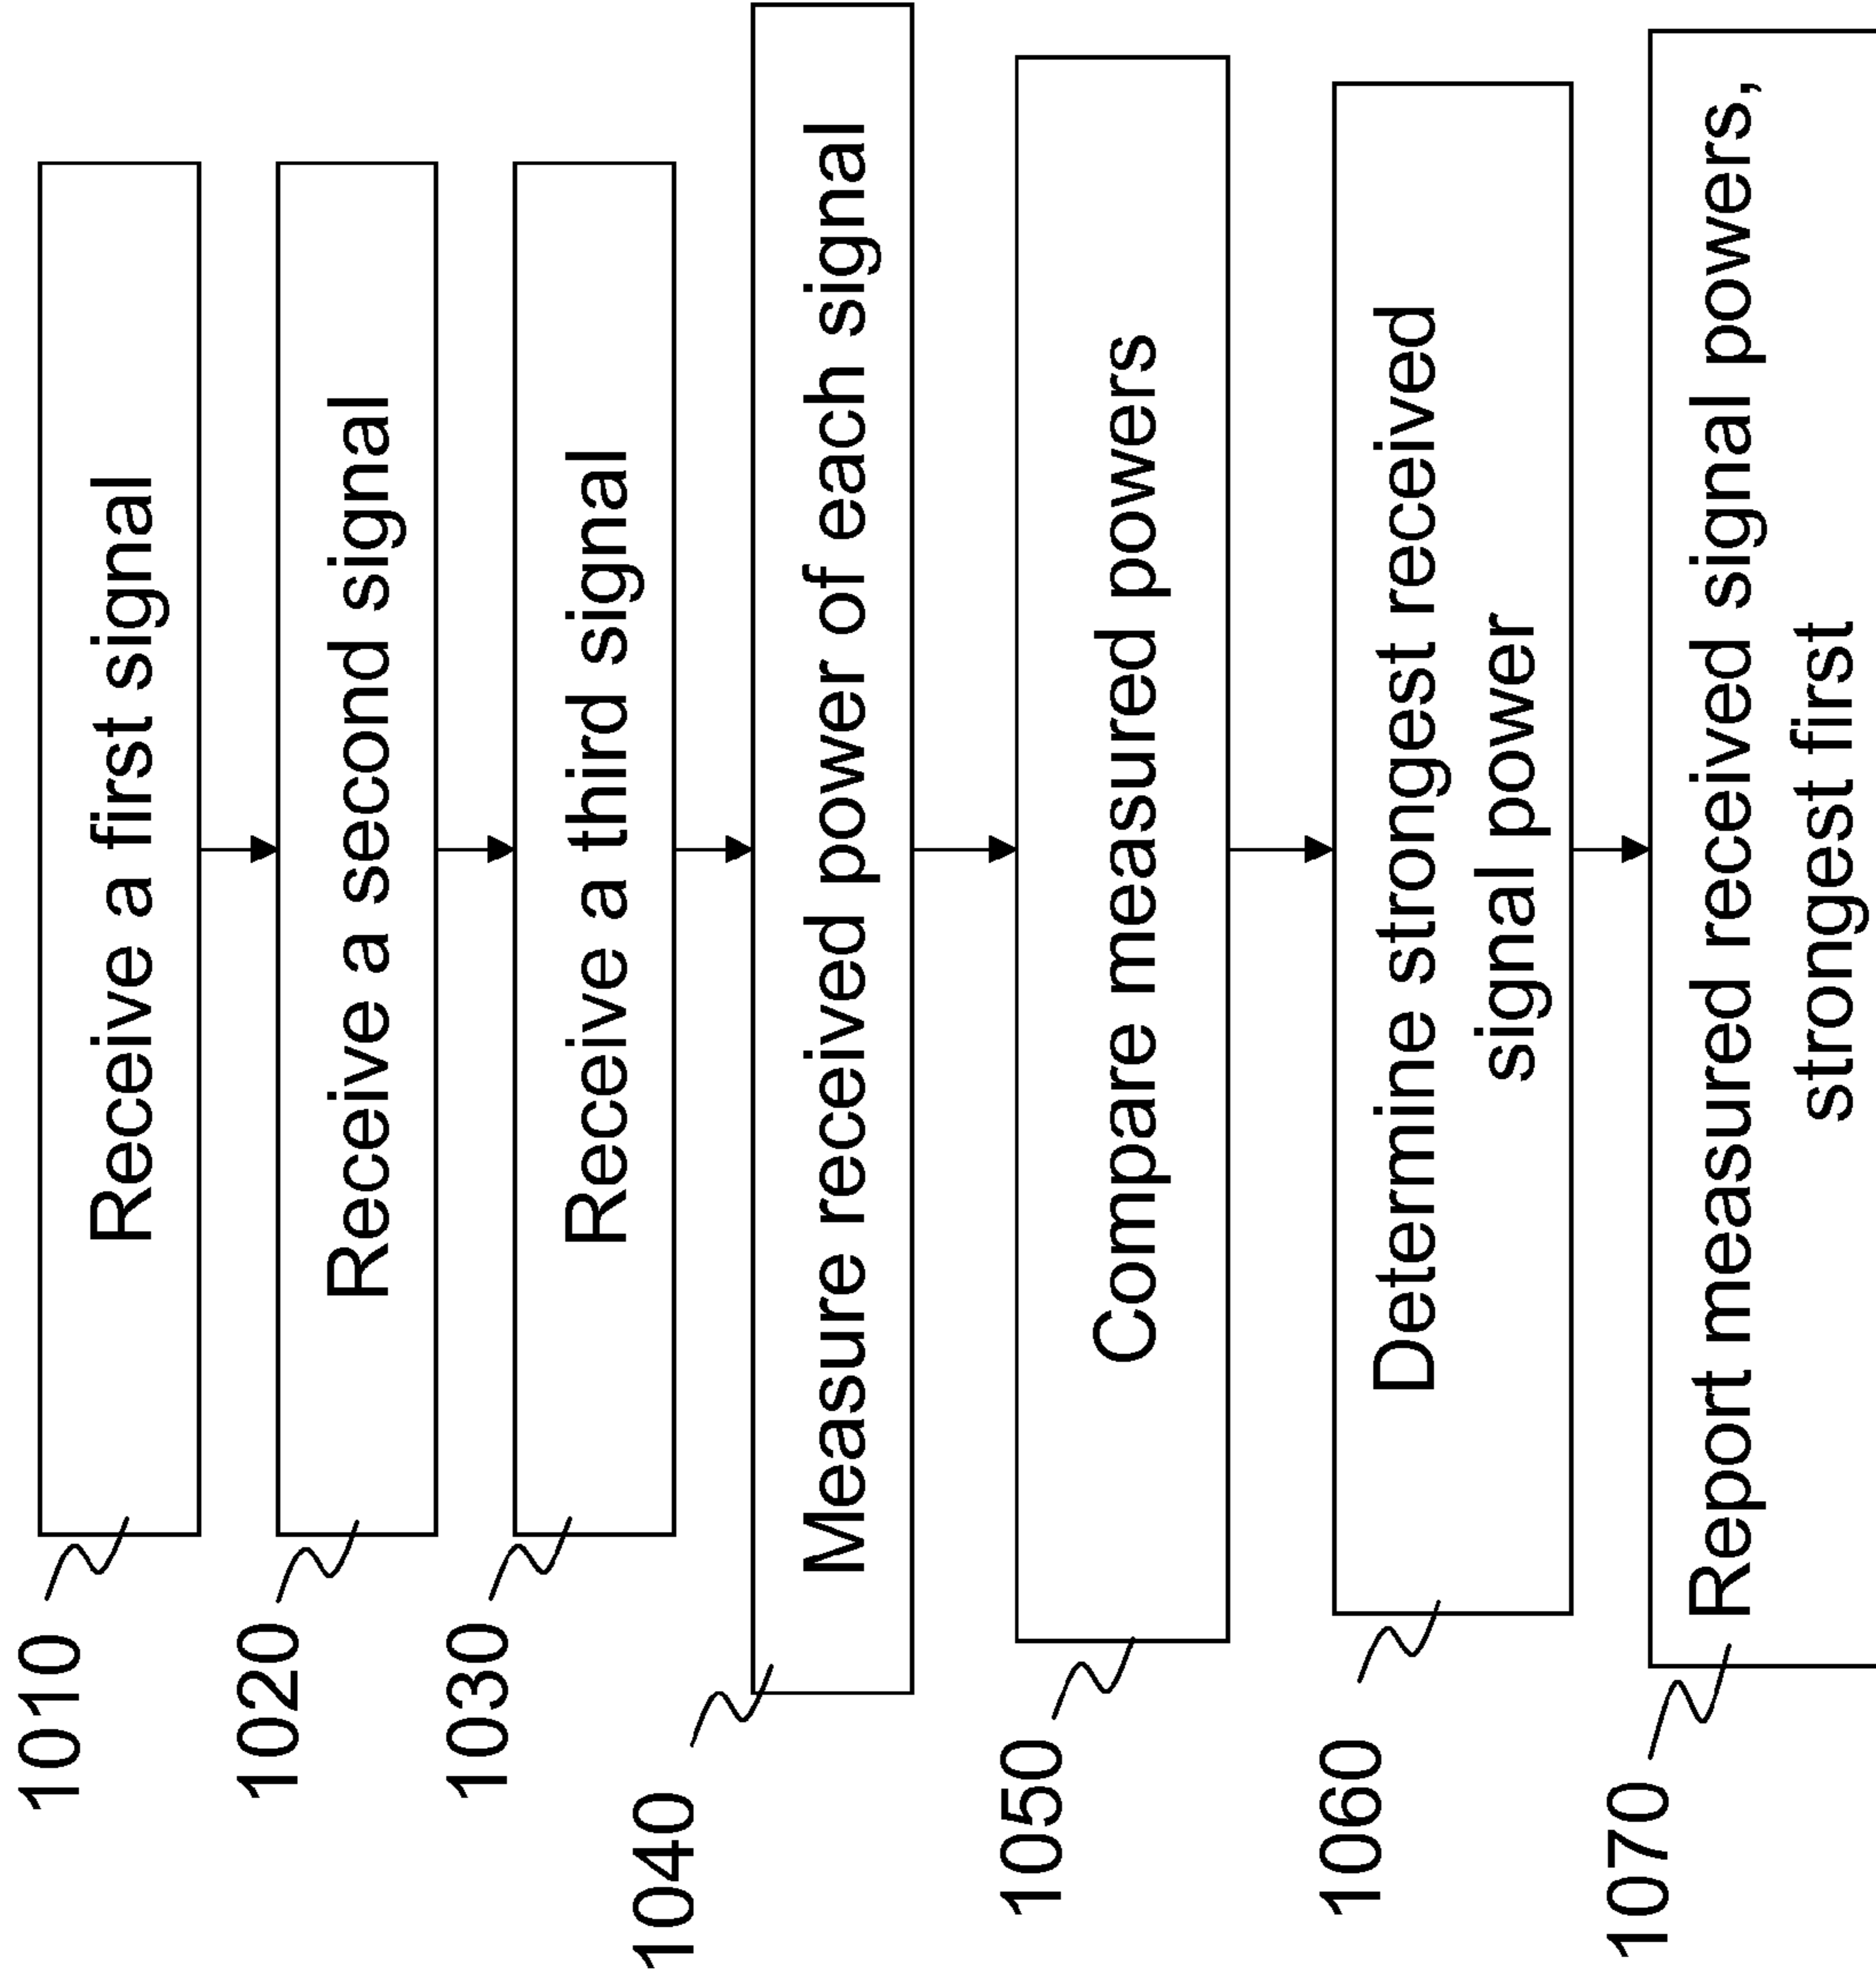 1010
Receive a first signal
1020
Receive a second signal
1030
Receive a third signal
1040
Measure received power of each signal
1050
Compare measured powers
1060
Determine strongest received
signal power
1070
Report measured received signal powers,
strongest first